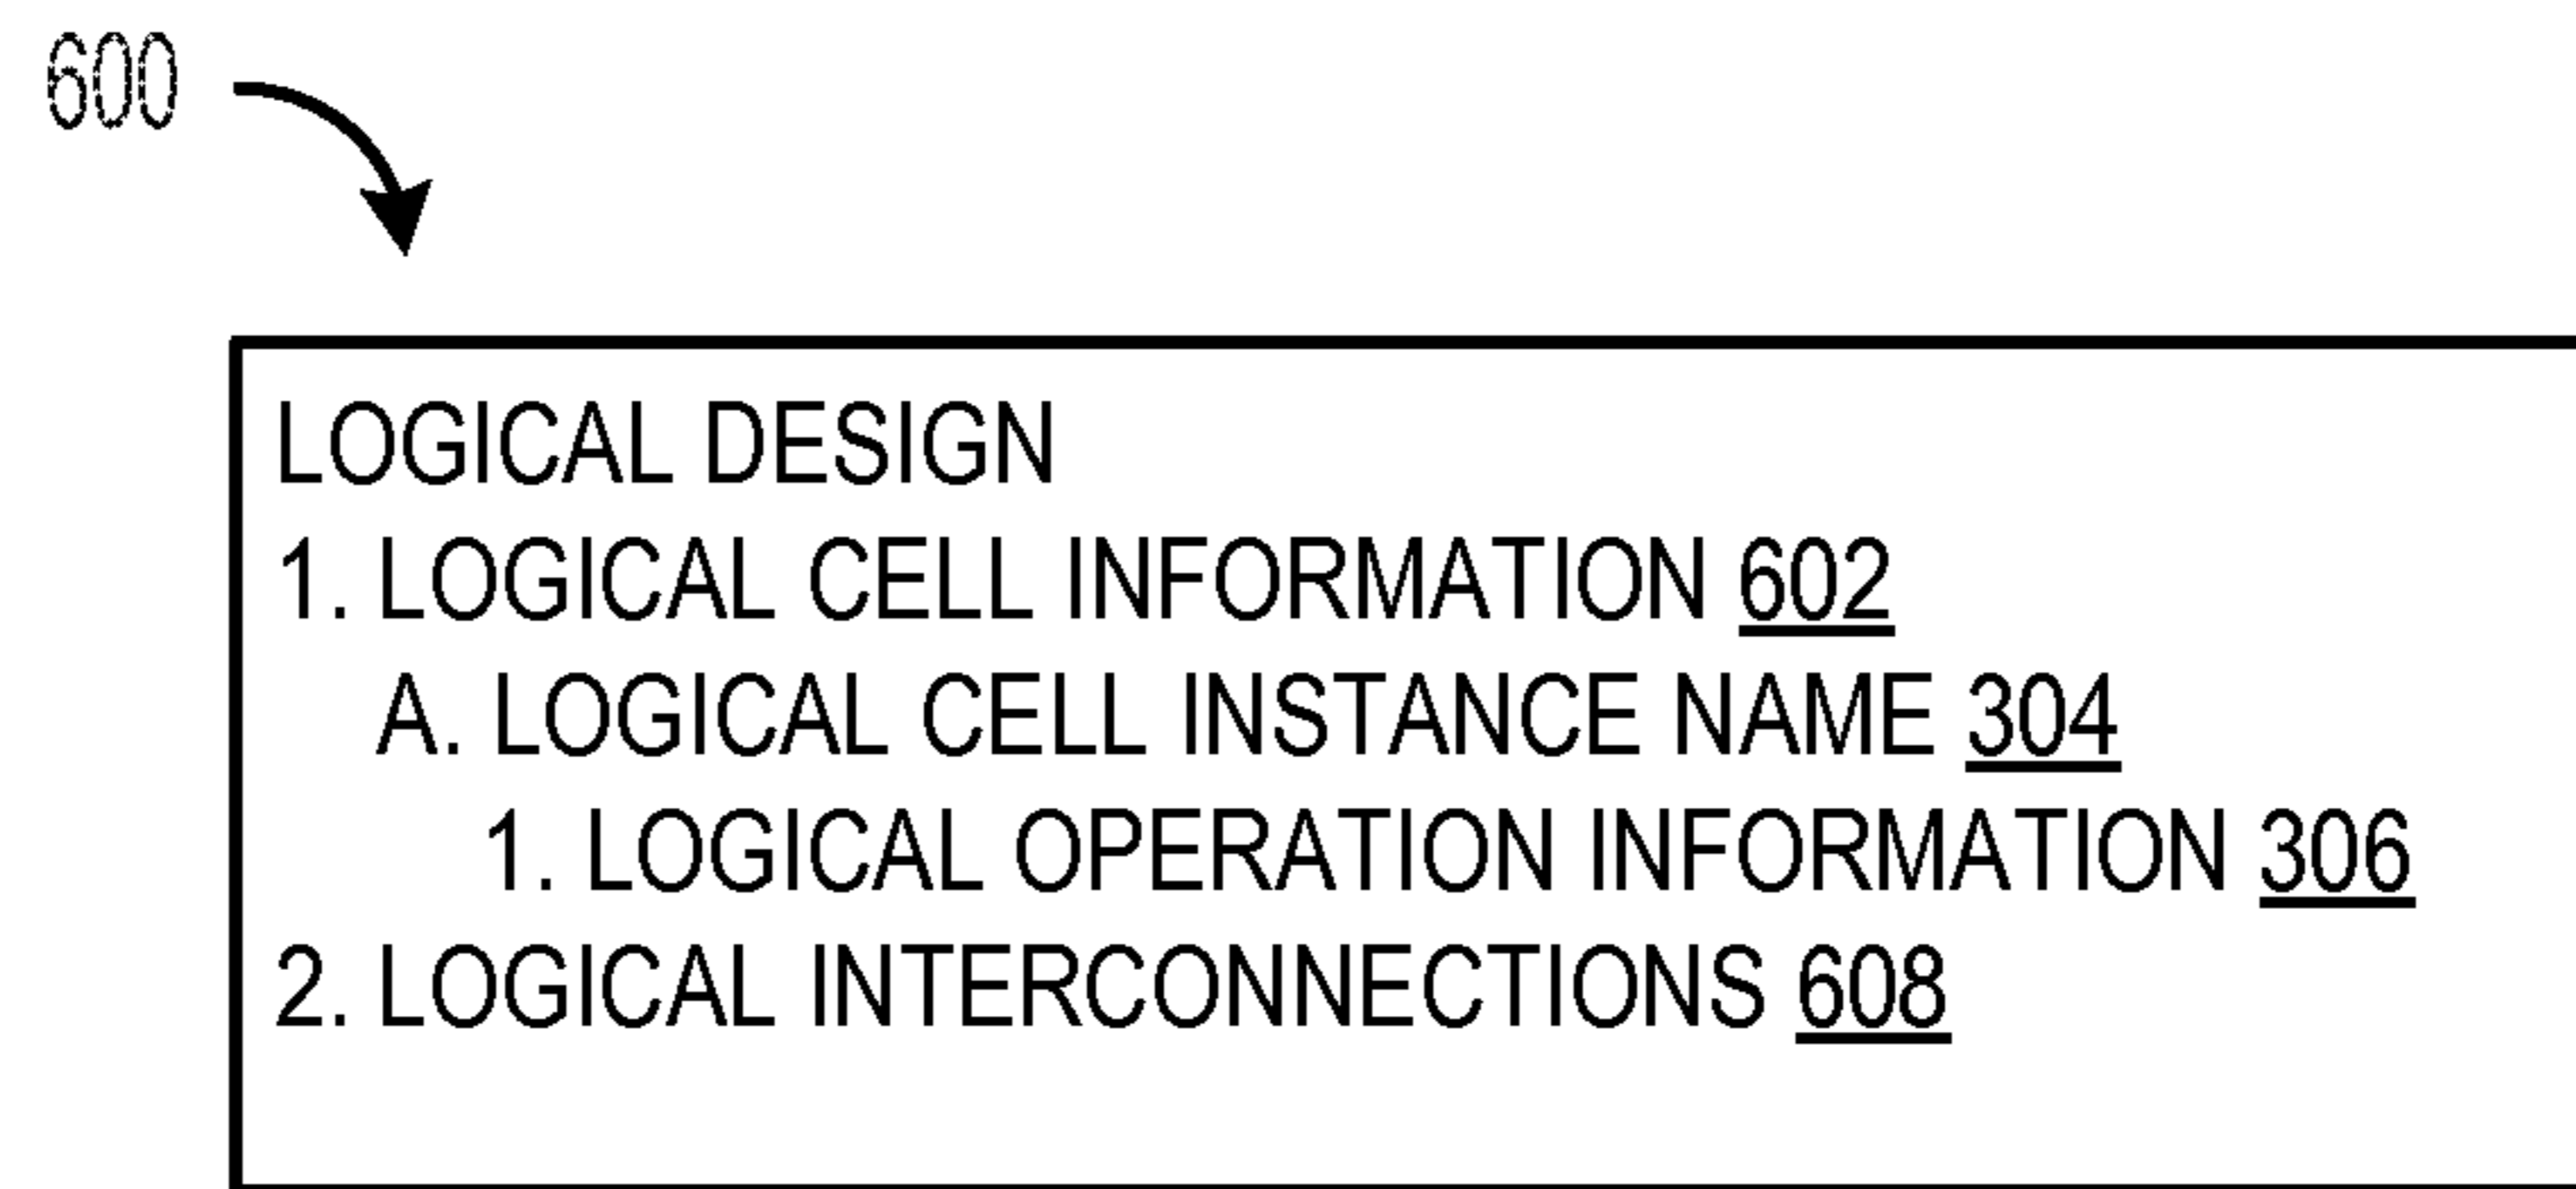 600
LOGICAL DESIGN
1. LOGICAL CELL INFORMATION 602
A. LOGICAL CELL INSTANCE NAME 304
1. LOGICAL OPERATION INFORMATION 306
2. LOGICAL INTERCONNECTIONS 608